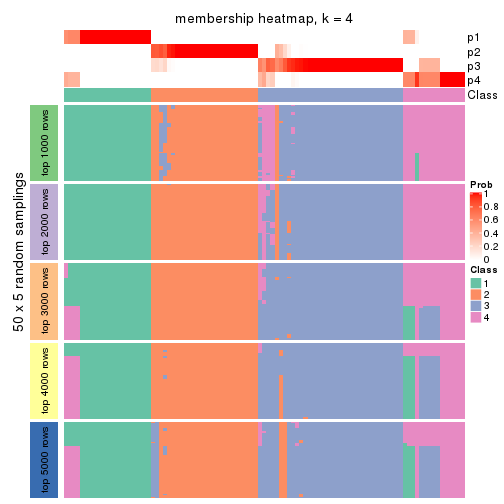 membership heatmap, k = 4
p1
p2
p3
p4
Class
50 x 5 random samplings
top 1000 rows
top 2000 rows
top 3000 rows
top 4000 rows
top 5000 rows
Prob
1
0.8
0.6
0.4
0.2
0
Class
1
2
3
4